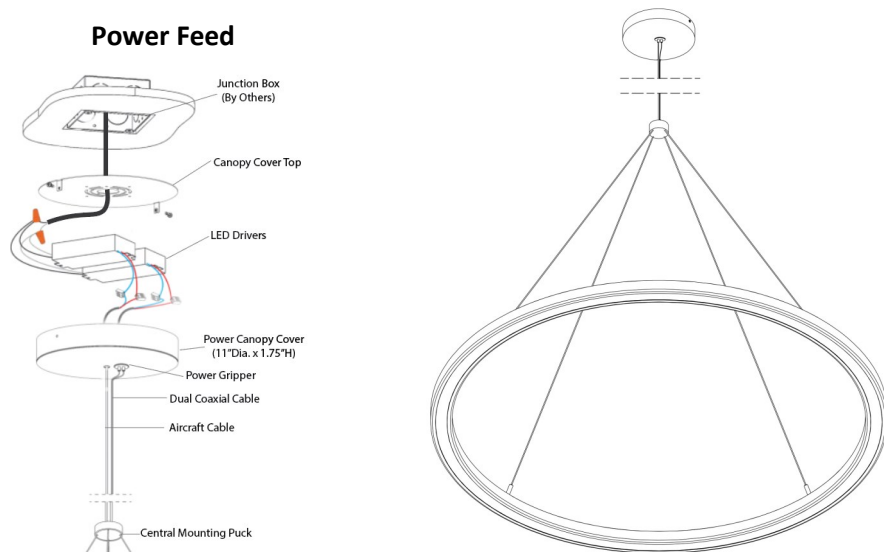 Power Feed
Junction Box
(By Others)
Canopy Cover Top
LED Drivers
Power Canopy Cover
(11"Dia. x 1.75"H)
Power Gripper
Dual Coaxial Cable
Aircraft Cable
Central Mounting Puck